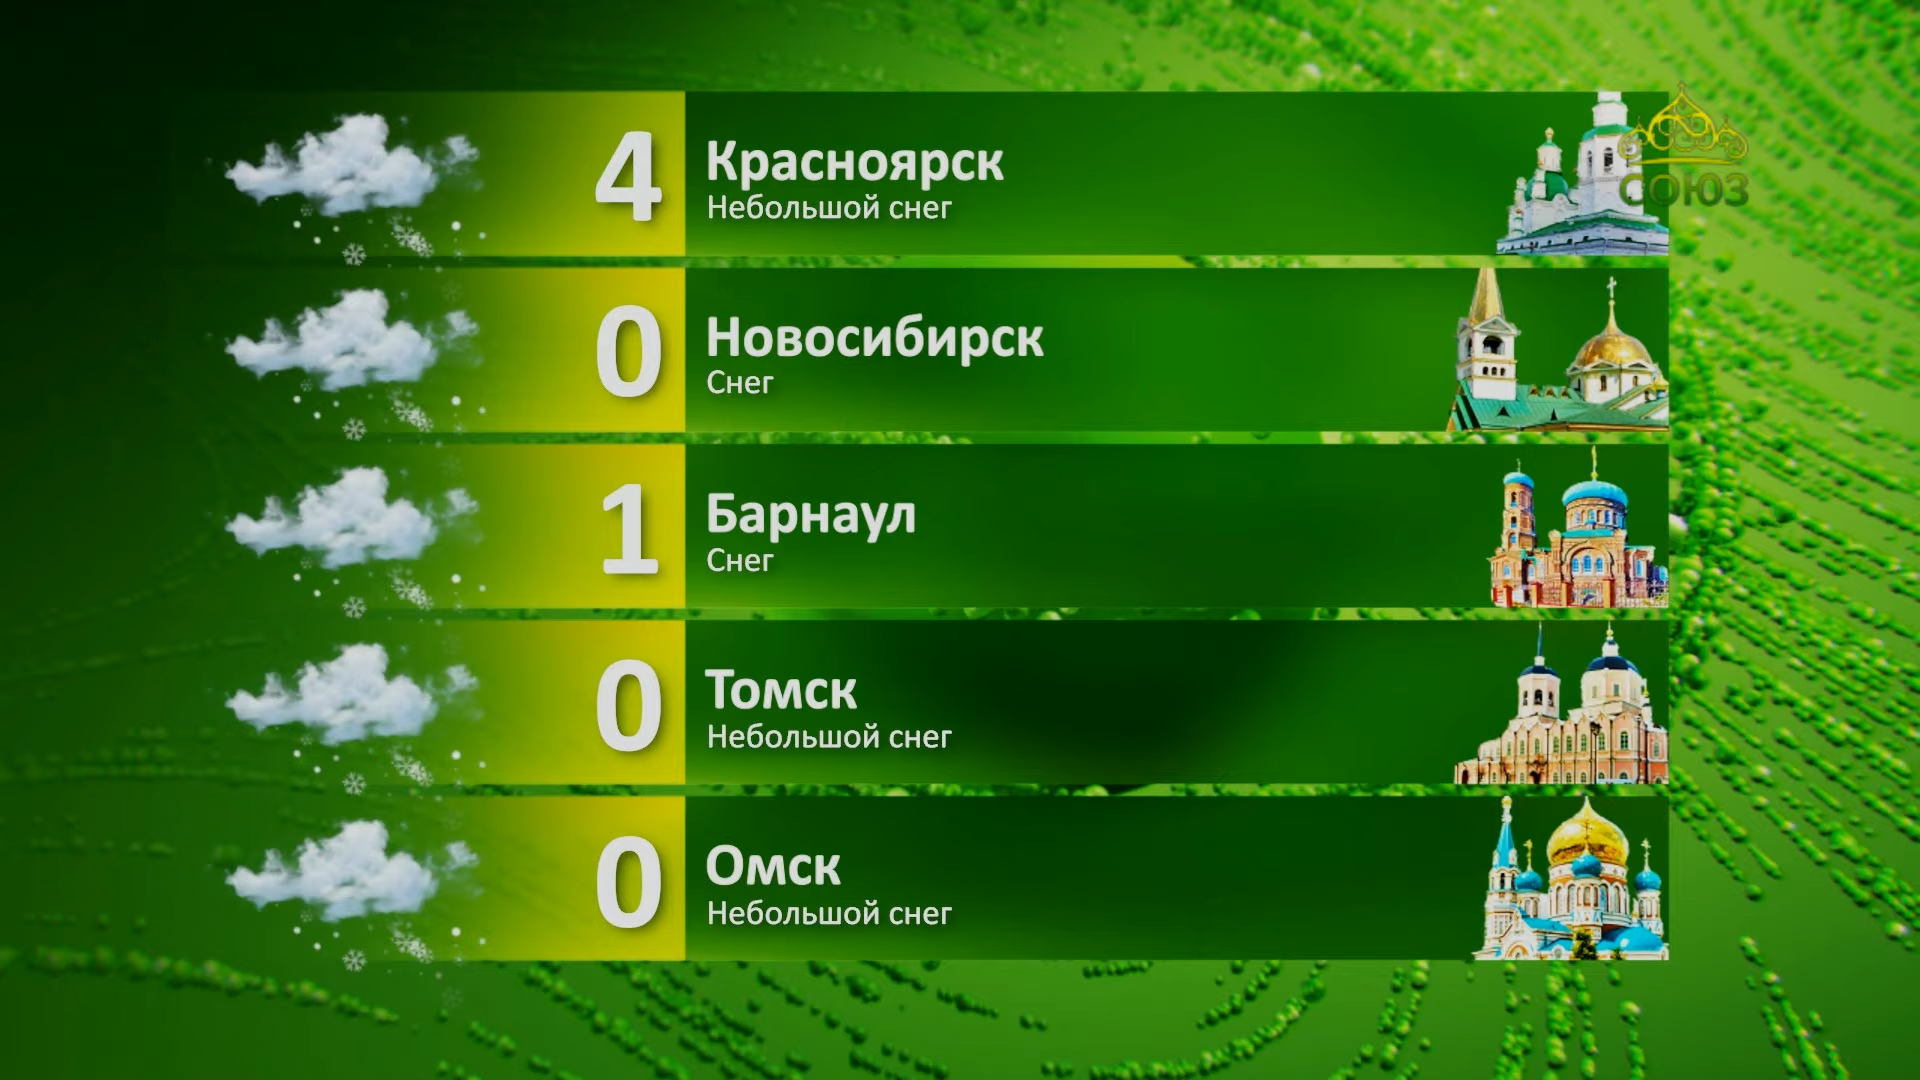 4
Красноярск
Небольшой снег
СОЮЗ
0
Новосибирск
Снег
1
Барнаул
Снег
0
Томск
Небольшой снег
0
Омск
Небольшой снег